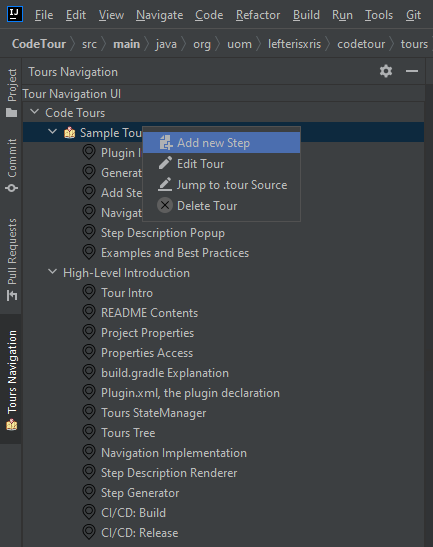 IJ File Edit View Navigate Code Refactor Build Run Tools Git
CodeTour src main java org uom lefterisxris codetour tours
Project
Commit
Pull Requests
Tours Navigation
Tours Navigation
Tour Navigation UI
Code Tours
Sample Tou
Add new Step
Edit Tour
Jump to .tour Source
Delete Tour
Plugin I
Generat
Add Ste
Navigat
Step Description Popup
Examples and Best Practices
High-Level Introduction
Tour Intro
README Contents
Project Properties
Properties Access
build.gradle Explanation
Plugin.xml, the plugin declaration
Tours StateManager
Tours Tree
Navigation Implementation
Step Description Renderer
Step Generator
CI/CD: Build
CI/CD: Release